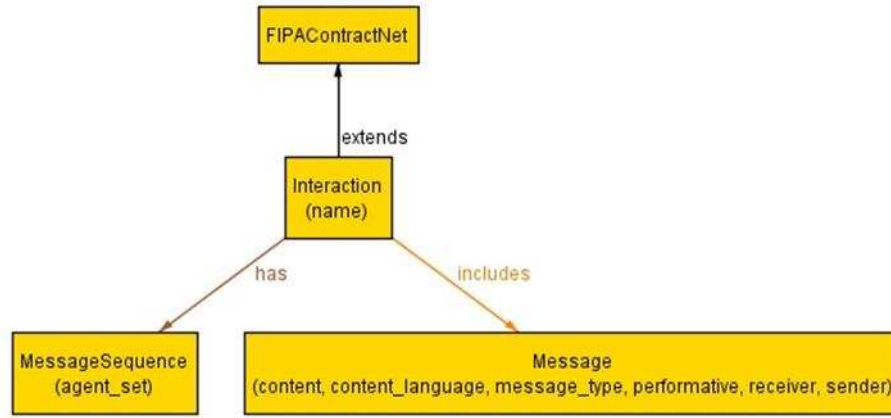 FIPAContractNet
extends
Interaction
(name)
has
includes
MessageSequence
(agent_set)
Message
(content, content_language, message_type, performative, receiver, sender)